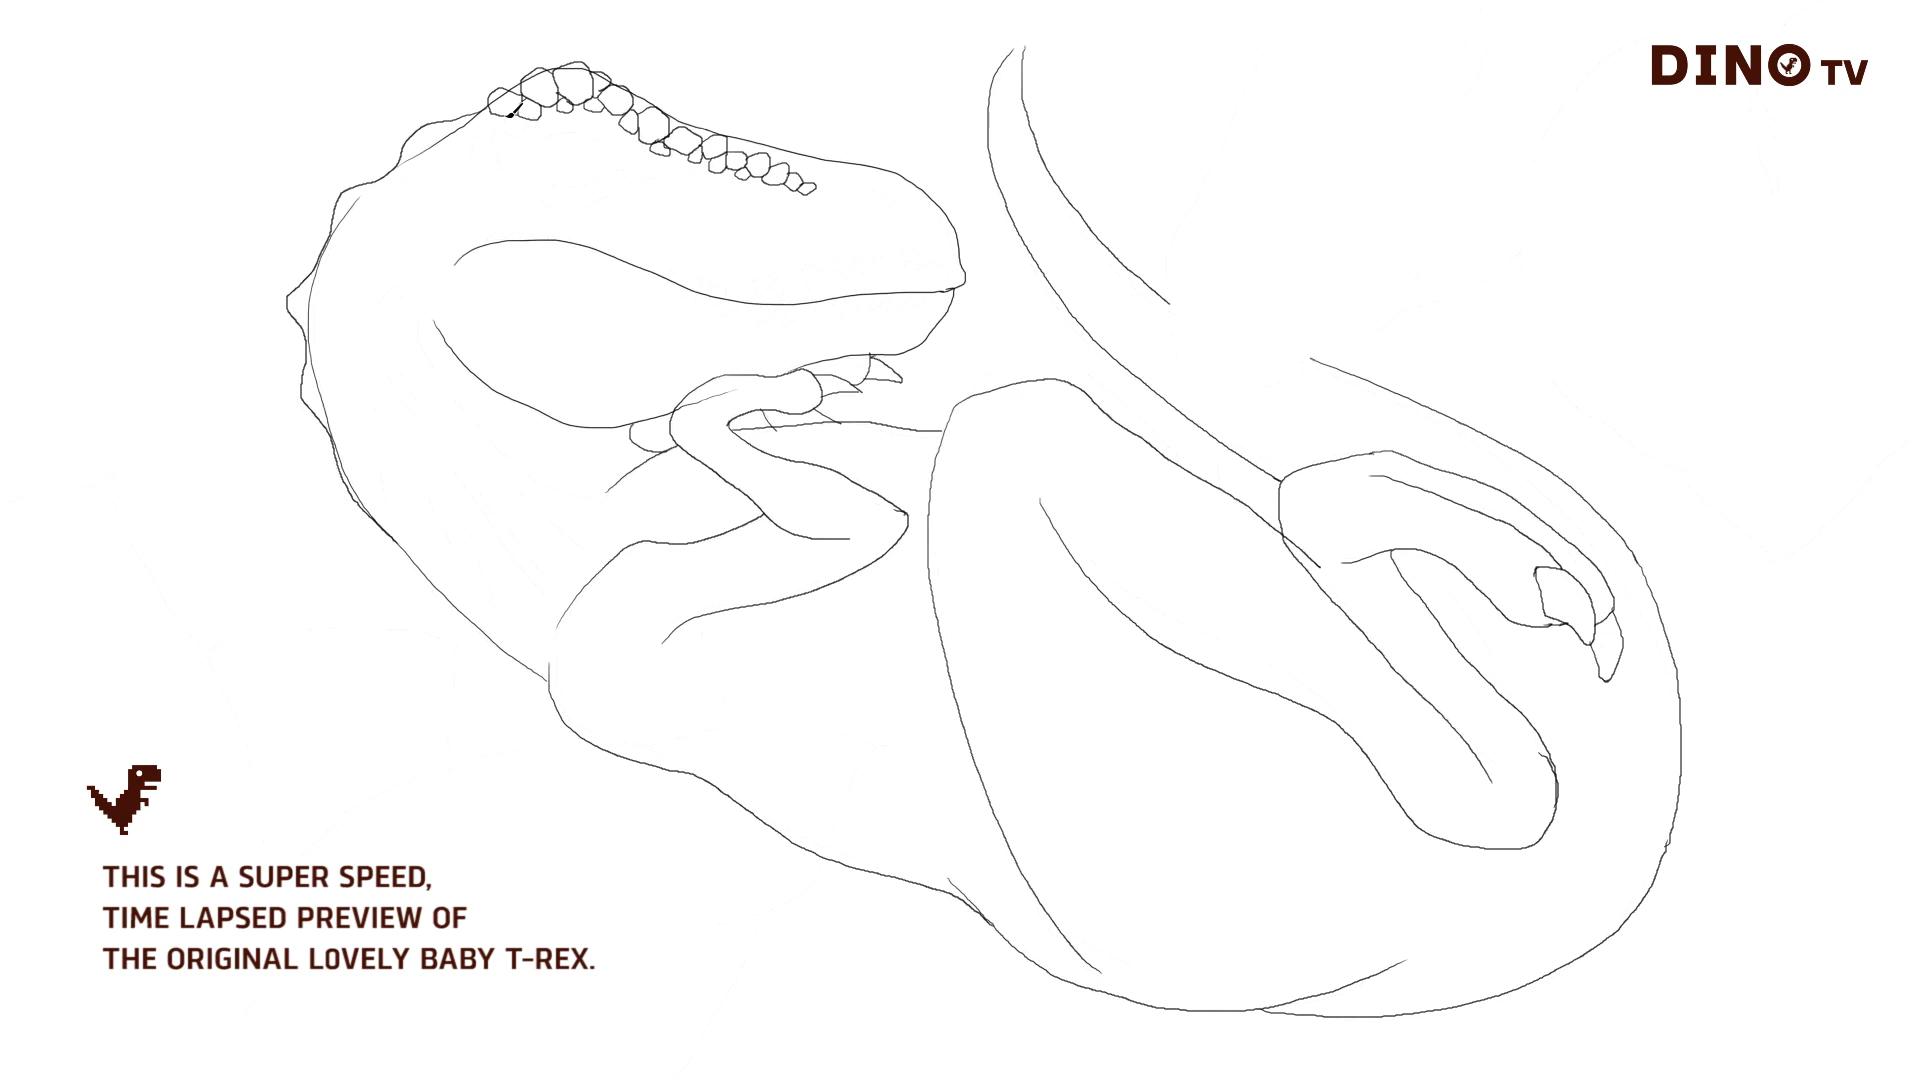 DINO TV
THIS IS A SUPER SPEED,
TIME LAPSED PREVIEW OF
THE ORIGINAL LOVELY BABY T-REX.